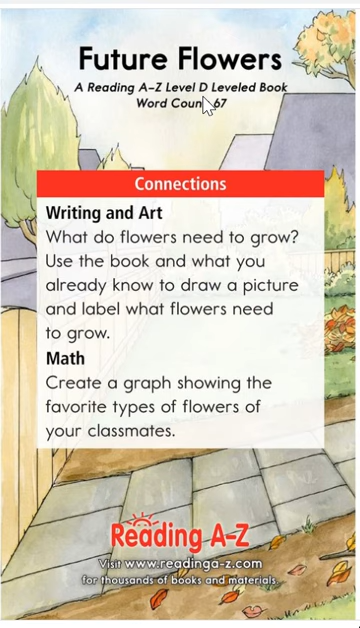 Future Flowers
A Reading A–Z Level D Leveled Book
Word Count: 67
Connections
Writing and Art
What do flowers need to grow?
Use the book and what you
already know to draw a picture
and label what flowers need
to grow.
Math
Create a graph showing the
favorite types of flowers of
your classmates.
Reading A–Z
Visit www.readinga-z.com
for thousands of books and materials.